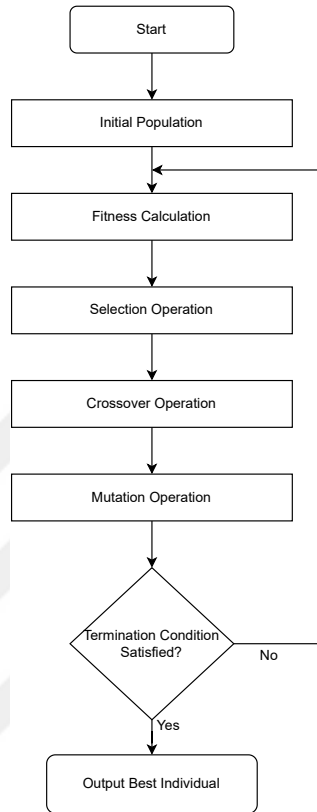 Start
Initial Population
Fitness Calculation
Selection Operation
Crossover Operation
Mutation Operation
Termination Condition
Satisfied?
No
Yes
Output Best Individual